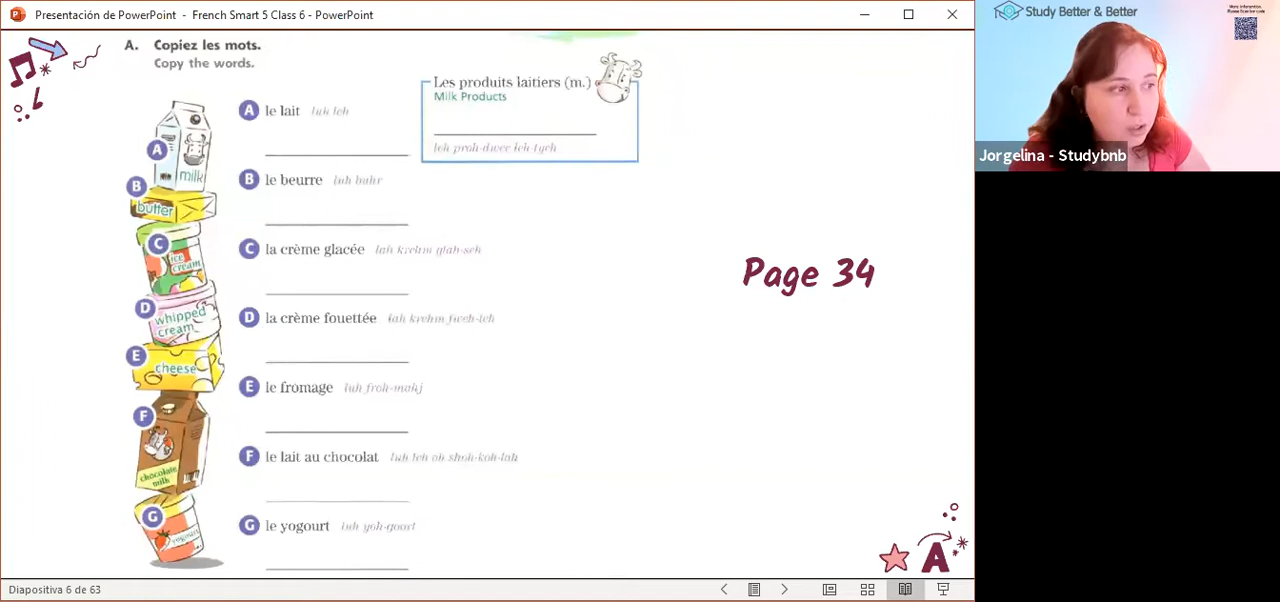 Presentación de PowerPoint - French Smart 5 Class 6 - PowerPoint
Study Better & Better
A. Copiez les mots.
Copy the words.
Les produits laitiers (m.)
Milk Products
leh proh-dwee leh-tyeh
A le lait luh leh
B le beurre luh buhr
C la crème glacée lah krehm glah-seh
D la crème fouettée lah krehm fweh-teh
E le fromage luh froh-mahj
F le lait au chocolat luh leh oh shoh-koh-lah
G le yogourt luh yoh-goort
A
milk
B
butter
C
ice
cream
D
whipped
cream
E
cheese
F
chocolate
milk
G
yogourt
Page 34
A
Jorgelina - Studybnb
Diapositiva 6 de 63